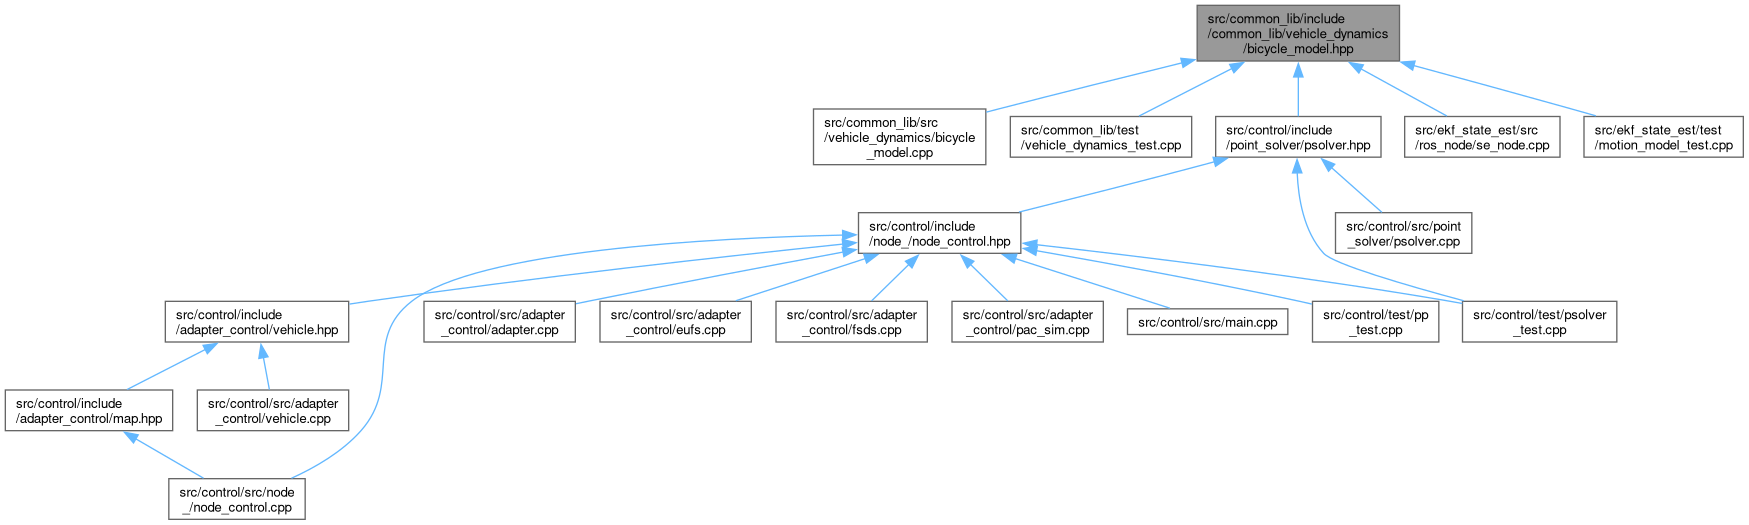 src/common_lib/include
/common_lib/vehicle_dynamics
/bicycle_model.hpp
src/common_lib/src
/vehicle_dynamics/bicycle
_model.cpp
src/common_lib/test
/vehicle_dynamics_test.cpp
src/control/include
/point_solver/psolver.hpp
src/ekf_state_est/src
/ros_node/se_node.cpp
src/ekf_state_est/test
/motion_model_test.cpp
src/control/include
/node_/node_control.hpp
src/control/src/point
_solver/psolver.cpp
src/control/include
/adapter_control/vehicle.hpp
src/control/src/adapter
_control/adapter.cpp
src/control/src/adapter
_control/eufs.cpp
src/control/src/adapter
_control/fsds.cpp
src/control/src/adapter
_control/pac_sim.cpp
src/control/src/main.cpp
src/control/test/pp
_test.cpp
src/control/test/psolver
_test.cpp
src/control/include
/adapter_control/map.hpp
src/control/src/adapter
_control/vehicle.cpp
src/control/src/node
_/node_control.cpp